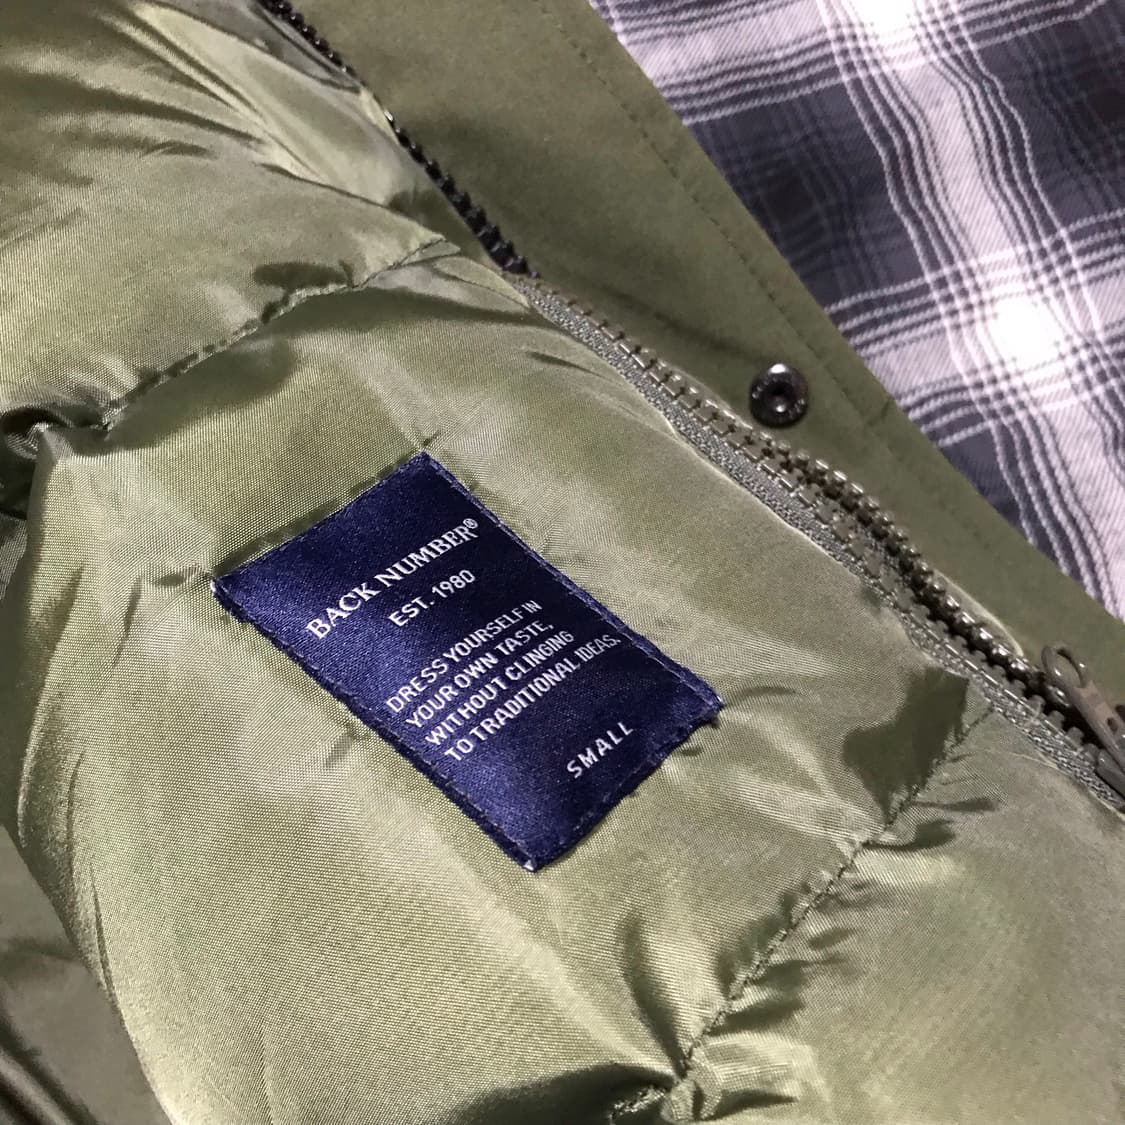 BACK NUMBER®
EST. 1980
DRESS YOURSELF IN
YOUR OWN TASTE,
WITHOUT CLINGING
TO TRADITIONAL IDEAS.
SMALL